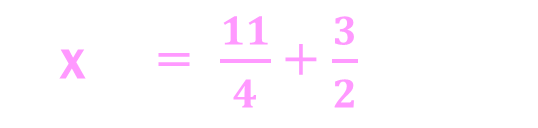 x = 11/4 + 3/2